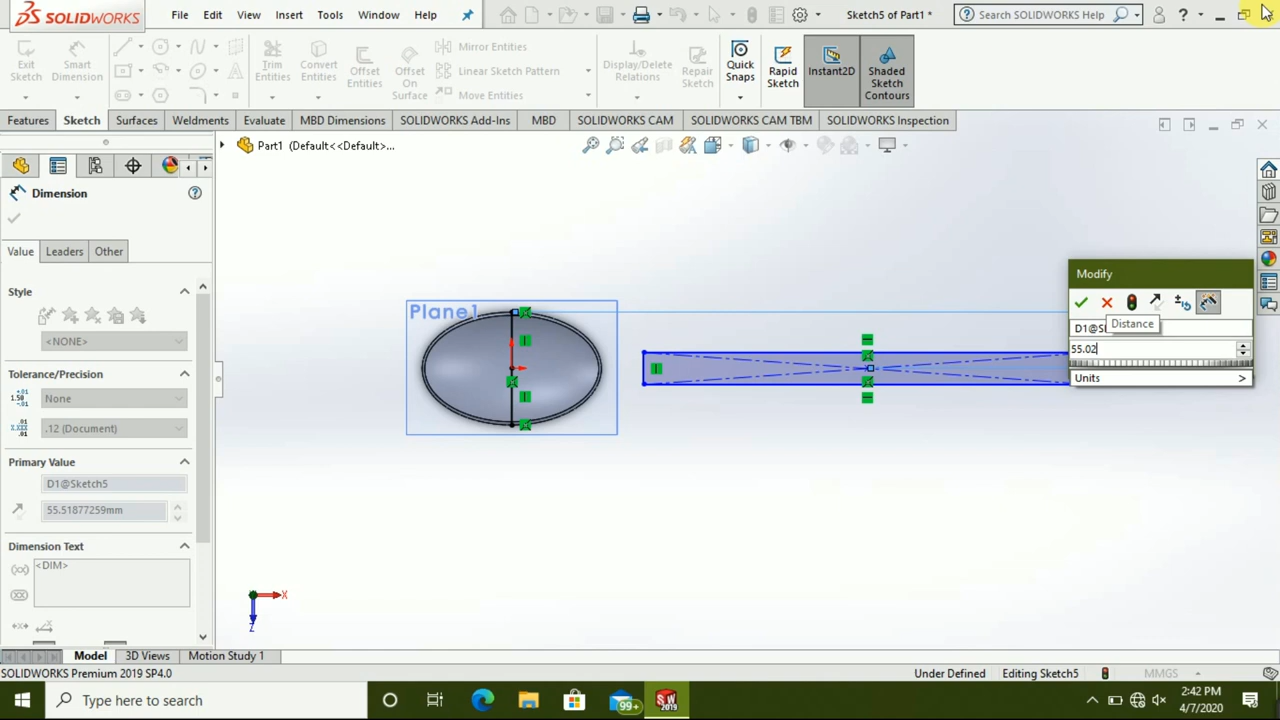 SOLIDWORKS File Edit View Insert Tools Window Help Sketch5 of Part1 * Search SOLIDWORKS Help ?
Exit Sketch Smart Dimension Trim Entities Convert Entities Offset Entities Offset On Surface Mirror Entities Linear Sketch Pattern Move Entities Display/Delete Relations Repair Sketch Quick Snaps Rapid Sketch Instant2D Shaded Sketch Contours
Features Sketch Surfaces Weldments Evaluate MBD Dimensions SOLIDWORKS Add-Ins MBD SOLIDWORKS CAM SOLIDWORKS CAM TBM SOLIDWORKS Inspection
Part1 (Default<<Default>...
Dimension
Value Leaders Other
Style
<NONE>
Tolerance/Precision
None
.12 (Document)
Primary Value
D1@Sketch5
55.51877259mm
Dimension Text
<DIM>
Plane1
Modify
Distance
D1@S
55.02
Units
X
Z
Model 3D Views Motion Study 1
SOLIDWORKS Premium 2019 SP4.0 Under Defined Editing Sketch5 MMGS
Type here to search 99+ SW 2019 2:42 PM
4/7/2020